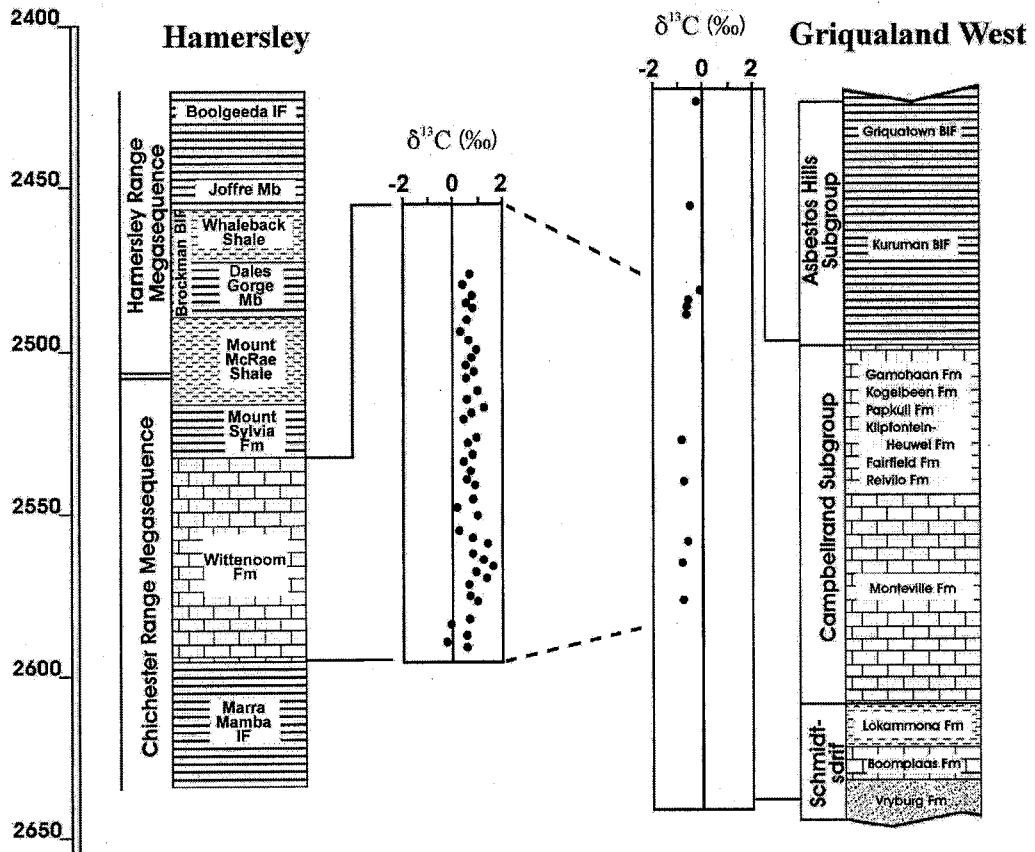 2400
2450
2500
2550
2600
2650
Hamersley
Hamersley Range
Megasequence
Chichester Range Megasequence
Brockman BIF
Boolgeeda IF
Joffre Mb
Whaleback
Shale
Dales
Gorge
Mb
Mount
McRae
Shale
Mount
Sylvia
Fm
Wittenoom
Fm
Marra
Mamba
IF
δ¹³C (‰)
-2 0 2
δ¹³C (‰)
-2 0 2
Griqualand West
Asbestos Hills
Subgroup
Campbellrand Subgroup
Schmidt-
sdrif
Griquatown BIF
Kuruman BIF
Gamohaan Fm
Kogelbeen Fm
Papkuil Fm
Klipfontein-
Heuwel Fm
Fairfield Fm
Reivilo Fm
Monteville Fm
Lokammona Fm
Boomplaas Fm
Vryburg Fm